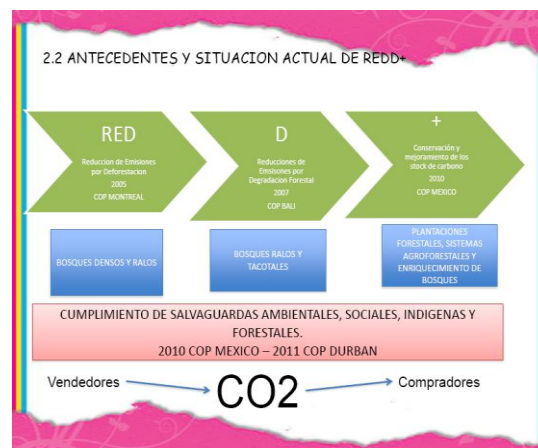 2.2 ANTECEDENTES Y SITUACION ACTUAL DE REDD+
RED
Reduccion de Emisiones
por Deforestacion
2005
COP MONTREAL
D
Reducciones de
Emisiones por
Degradacion Forestal
2007
COP BALI
+
Conservación y
mejoramiento de los
stock de carbono
2010
COP MEXICO
BOSQUES DENSOS Y RALOS
BOSQUES RALOS Y
TACOTALES
PLANTACIONES
FORESTALES, SISTEMAS
AGROFORESTALES Y
ENRIQUECIMIENTO DE
BOSQUES
CUMPLIMIENTO DE SALVAGUARDAS AMBIENTALES, SOCIALES, INDIGENAS Y
FORESTALES.
2010 COP MEXICO – 2011 COP DURBAN
Vendedores
CO2
Compradores